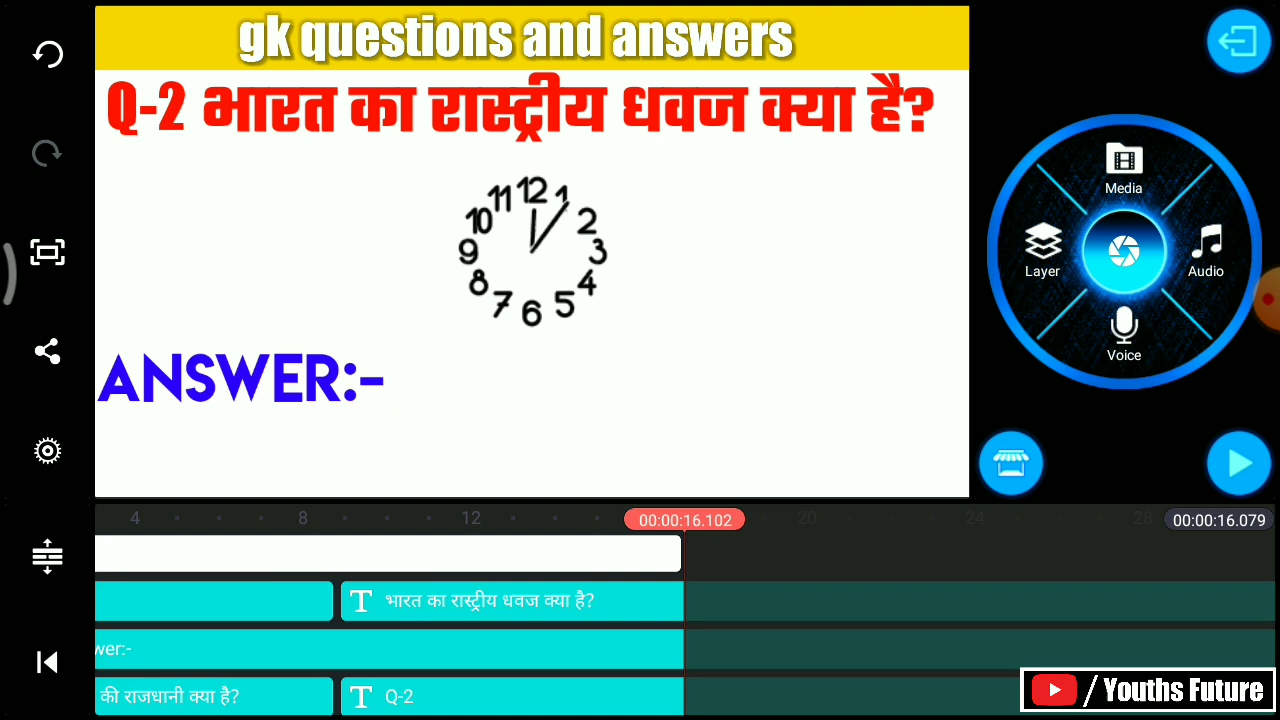 gk questions and answers
Q-2 भारत का रास्ट्रीय धवज क्या है?
11 12 1
10 2
9 3
8 4
7 6 5
ANSWER:-
Media
Layer
Audio
Voice
4 8 12 00:00:16.102 20 24 28 00:00:16.079
T भारत का रास्ट्रीय धवज क्या है?
wer:-
की राजधानी क्या है? T Q-2
/ Youths Future